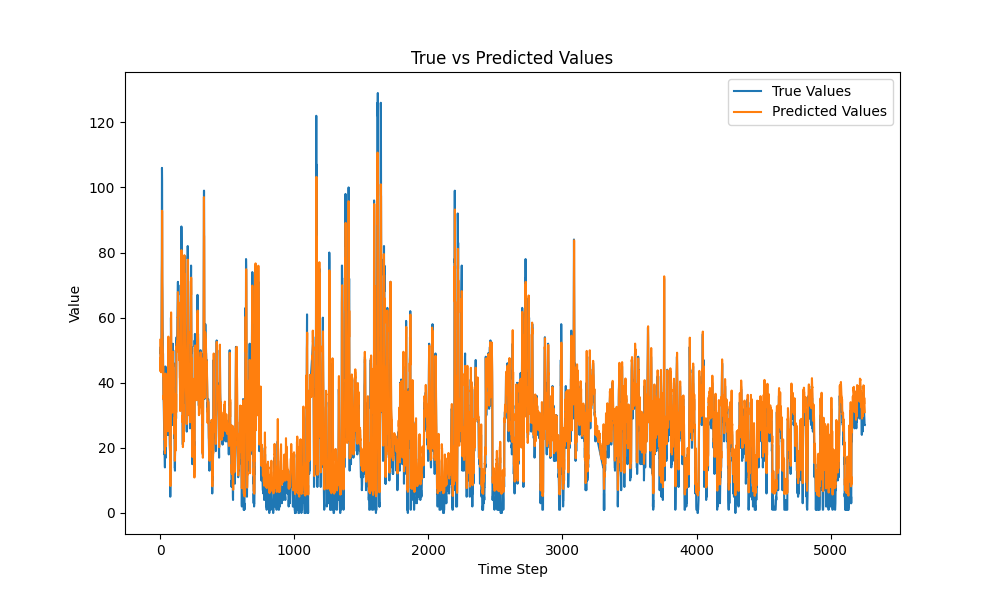 True vs Predicted Values
True Values
Predicted Values
120
100
80
60
40
20
0
Value
0 1000 2000 3000 4000 5000
Time Step